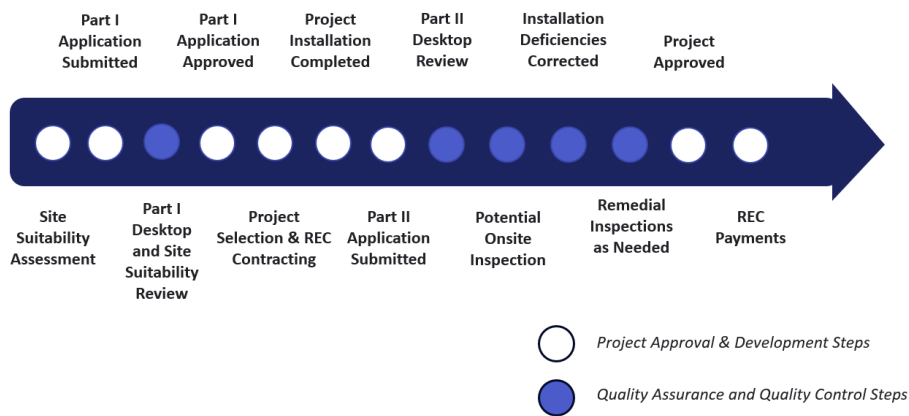 Part I
Application
Submitted
Part I
Application
Approved
Project
Installation
Completed
Part II
Desktop
Review
Installation
Deficiencies
Corrected
Project
Approved
Site
Suitability
Assessment
Part I
Desktop
and Site
Suitability
Review
Project
Selection & REC
Contracting
Part II
Application
Submitted
Potential
Onsite
Inspection
Remedial
Inspections
as Needed
REC
Payments
Project Approval & Development Steps
Quality Assurance and Quality Control Steps